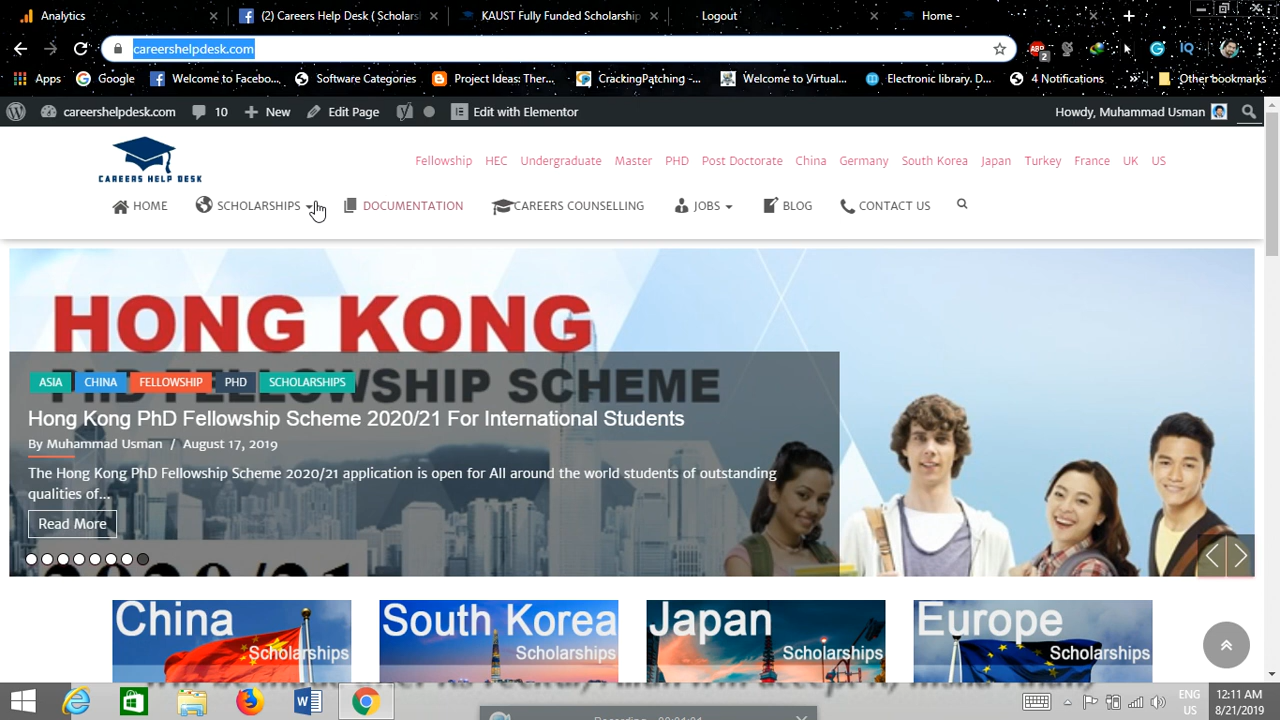 Analytics
(2) Careers Help Desk ( Scholars
KAUST Fully Funded Scholarship
Logout
Home -
careershelpdesk.com
ABP
2
IQ
Apps
Google
Welcome to Facebo...
Software Categories
Project Ideas: Ther...
CrackingPatching -...
Welcome to Virtual...
Electronic library. D...
4 Notifications
Other bookmarks
careershelpdesk.com
10
New
Edit Page
Edit with Elementor
Howdy, Muhammad Usman
CAREERS HELP DESK
Fellowship HEC Undergraduate Master PHD Post Doctorate China Germany South Korea Japan Turkey France UK US
HOME
SCHOLARSHIPS
DOCUMENTATION
CAREERS COUNSELLING
JOBS
BLOG
CONTACT US
HONG KONG
PHD FELLOWSHIP SCHEME
ASIA
CHINA
FELLOWSHIP
PHD
SCHOLARSHIPS
Hong Kong PhD Fellowship Scheme 2020/21 For International Students
By Muhammad Usman / August 17, 2019
The Hong Kong PhD Fellowship Scheme 2020/21 application is open for All around the world students of outstanding
qualities of...
Read More
2020/21
China
Scholarships
South Korea
Scholarships
Japan
Scholarships
Europe
Scholarships
ENG
US
12:11 AM
8/21/2019